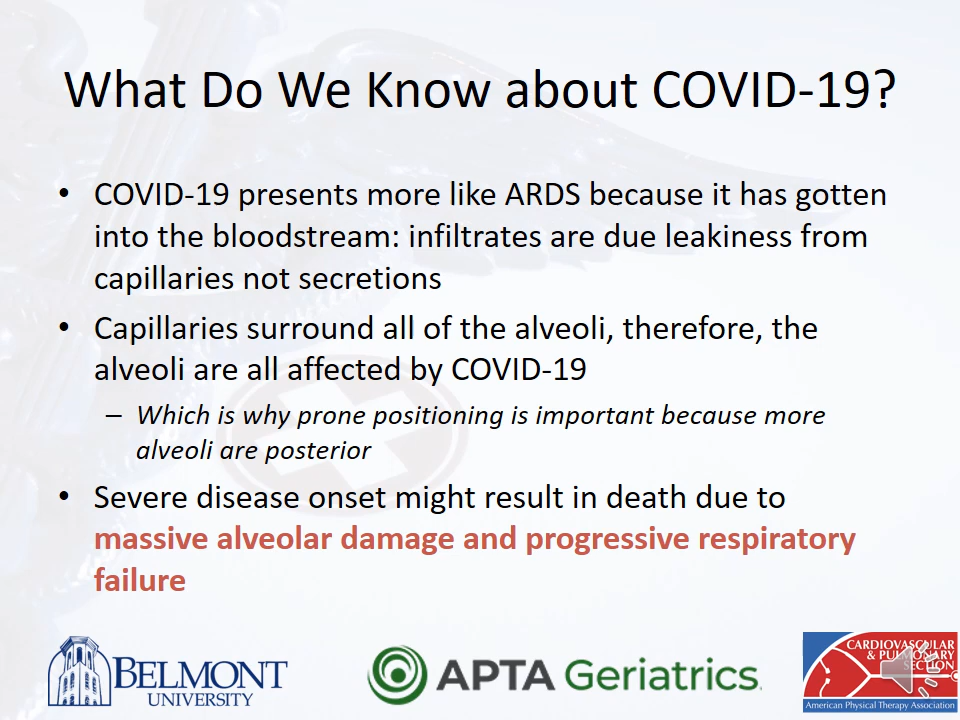 What Do We Know about COVID-19?
• COVID-19 presents more like ARDS because it has gotten
into the bloodstream: infiltrates are due leakiness from
capillaries not secretions
• Capillaries surround all of the alveoli, therefore, the
alveoli are all affected by COVID-19
– Which is why prone positioning is important because more
alveoli are posterior
• Severe disease onset might result in death due to
massive alveolar damage and progressive respiratory
failure
BELMONT
UNIVERSITY
APTA Geriatrics
CARDIOVASCULAR
& PULMONARY
SECTION
American Physical Therapy Association